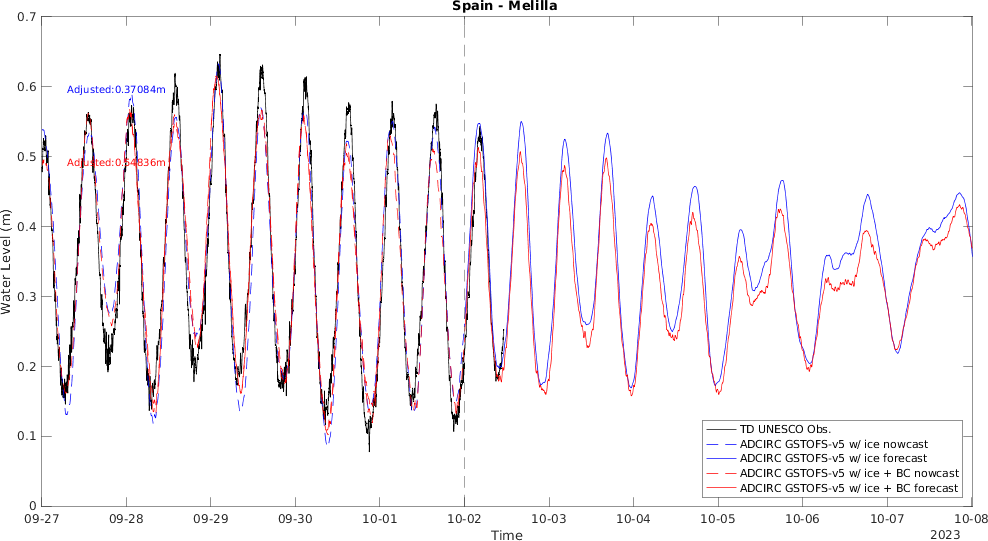 Spain - Melilla
0.7
0.6
0.5
0.4
0.3
0.2
0.1
0
Water Level (m)
Adjusted:0.37084m
Adjusted:0.54836m
TD UNESCO Obs.
ADCIRC GSTOFS-v5 w/ ice nowcast
ADCIRC GSTOFS-v5 w/ ice forecast
ADCIRC GSTOFS-v5 w/ ice + BC nowcast
ADCIRC GSTOFS-v5 w/ ice + BC forecast
09-27 09-28 09-29 09-30 10-01 10-02 10-03 10-04 10-05 10-06 10-07 10-08
Time
2023